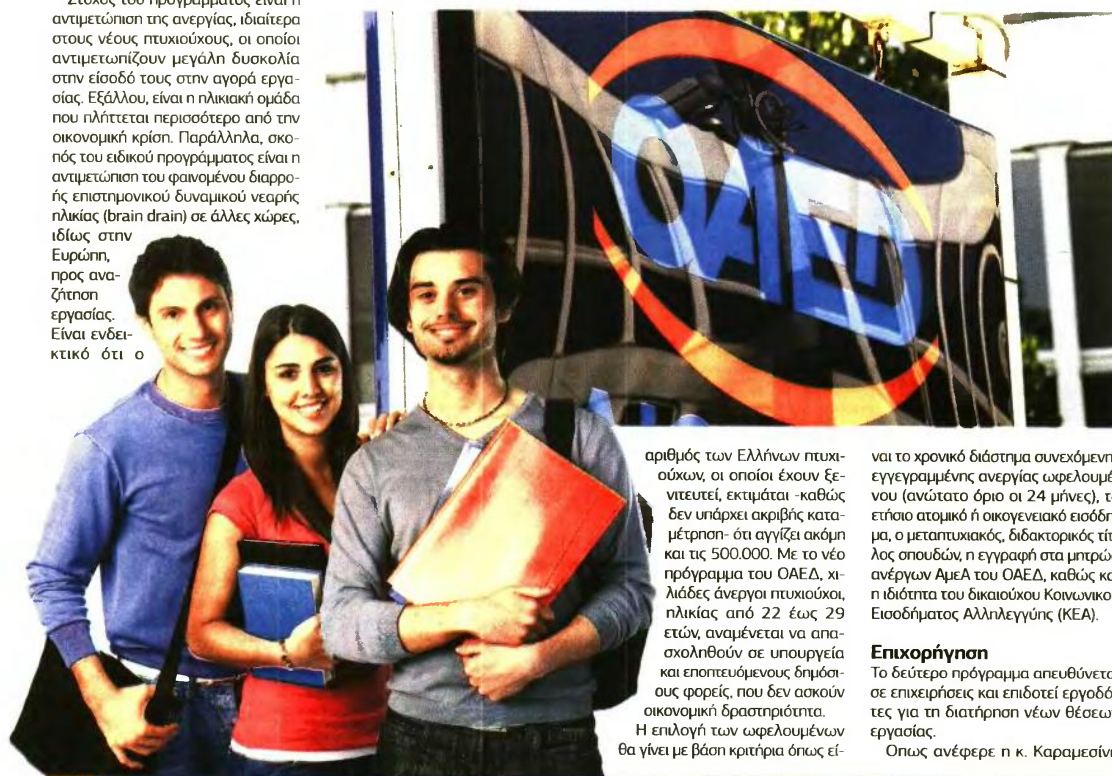 Στόχος του προγράμματος είναι η
αντιμετώπιση της ανεργίας, ιδιαίτερα
στους νέους πτυχιούχους, οι οποίοι
αντιμετωπίζουν μεγάλη δυσκολία
στην είσοδό τους στην αγορά εργα-
σίας. Εξάλλου, είναι η ηλικιακή ομάδα
που πλήττεται περισσότερο από την
οικονομική κρίση. Παράλληλα, σκο-
πός του ειδικού προγράμματος είναι η
αντιμετώπιση του φαινομένου διαρρο-
ής επιστημονικού δυναμικού νεαρής
ηλικίας (brain drain) σε άλλες χώρες,
ιδίως στην
Ευρώπη,
προς ανα-
ζήτηση
εργασίας.
Είναι ενδει-
κτικό ότι ο
ΟΑΕΔ
αριθμός των Ελλήνων πτυχι-
ούχων, οι οποίοι έχουν ξε-
νιτευτεί, εκτιμάται -καθώς
δεν υπάρχει ακριβής κατα-
μέτρηση- ότι αγγίζει ακόμη
και τις 500.000. Με το νέο
πρόγραμμα του ΟΑΕΔ, χι-
λιάδες άνεργοι πτυχιούχοι,
ηλικίας από 22 έως 29
ετών, αναμένεται να απα-
σχοληθούν σε υπουργεία
και εποπτευόμενους δημόσι-
ους φορείς, που δεν ασκούν
οικονομική δραστηριότητα.
Η επιλογή των ωφελουμένων
θα γίνει με βάση κριτήρια όπως εί-
ναι το χρονικό διάστημα συνεχόμενη
εγγεγραμμένης ανεργίας ωφελουμέ
νου (ανώτατο όριο οι 24 μήνες), τ
ετήσιο ατομικό ή οικογενειακό εισόδη
μα, ο μεταπτυχιακός, διδακτορικός τίτ
λος σπουδών, η εγγραφή στα μητρώ
ανέργων ΑμεΑ του ΟΑΕΔ, καθώς κα
η ιδιότητα του δικαιούχου Κοινωνικο
Εισοδήματος Αλληλεγγύης (ΚΕΑ).
Επιχορήγηση
Το δεύτερο πρόγραμμα απευθύνετα
σε επιχειρήσεις και επιδοτεί εργοδό
τες για τη διατήρηση νέων θέσεω
εργασίας.
Οπως ανέφερε η κ. Καραμεσίν